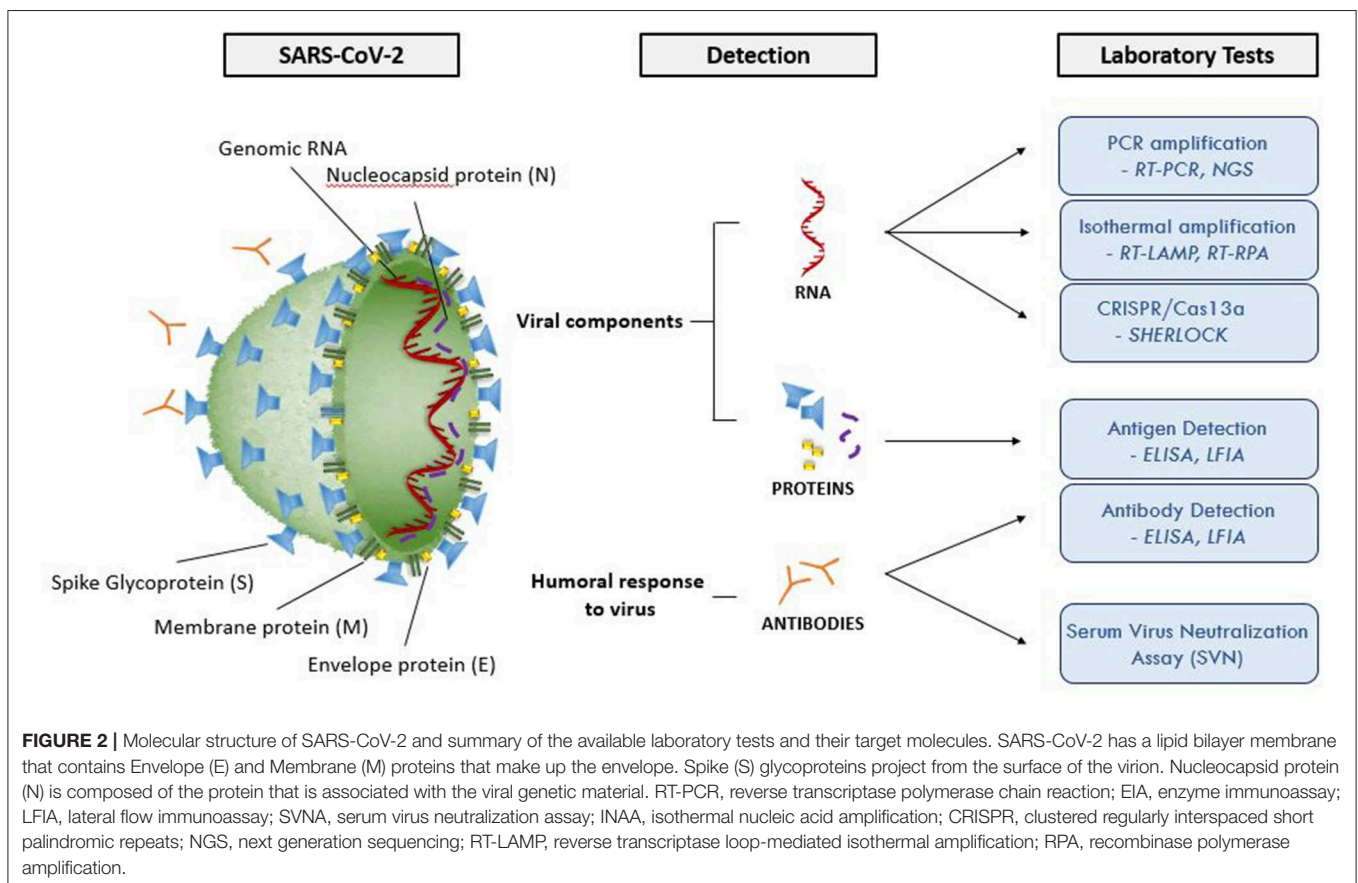 SARS-CoV-2
Detection
Laboratory Tests
Genomic RNA
Nucleocapsid protein (N)
Spike Glycoprotein (S)
Membrane protein (M)
Envelope protein (E)
Viral components
RNA
PROTEINS
Humoral response
to virus
ANTIBODIES
PCR amplification
- RT-PCR, NGS
Isothermal amplification
- RT-LAMP, RT-RPA
CRISPR/Cas13a
- SHERLOCK
Antigen Detection
- ELISA, LFIA
Antibody Detection
- ELISA, LFIA
Serum Virus Neutralization
Assay (SVN)
FIGURE 2 | Molecular structure of SARS-CoV-2 and summary of the available laboratory tests and their target molecules. SARS-CoV-2 has a lipid bilayer membrane
that contains Envelope (E) and Membrane (M) proteins that make up the envelope. Spike (S) glycoproteins project from the surface of the virion. Nucleocapsid protein
(N) is composed of the protein that is associated with the viral genetic material. RT-PCR, reverse transcriptase polymerase chain reaction; EIA, enzyme immunoassay;
LFIA, lateral flow immunoassay; SVNA, serum virus neutralization assay; INAA, isothermal nucleic acid amplification; CRISPR, clustered regularly interspaced short
palindromic repeats; NGS, next generation sequencing; RT-LAMP, reverse transcriptase loop-mediated isothermal amplification; RPA, recombinase polymerase
amplification.